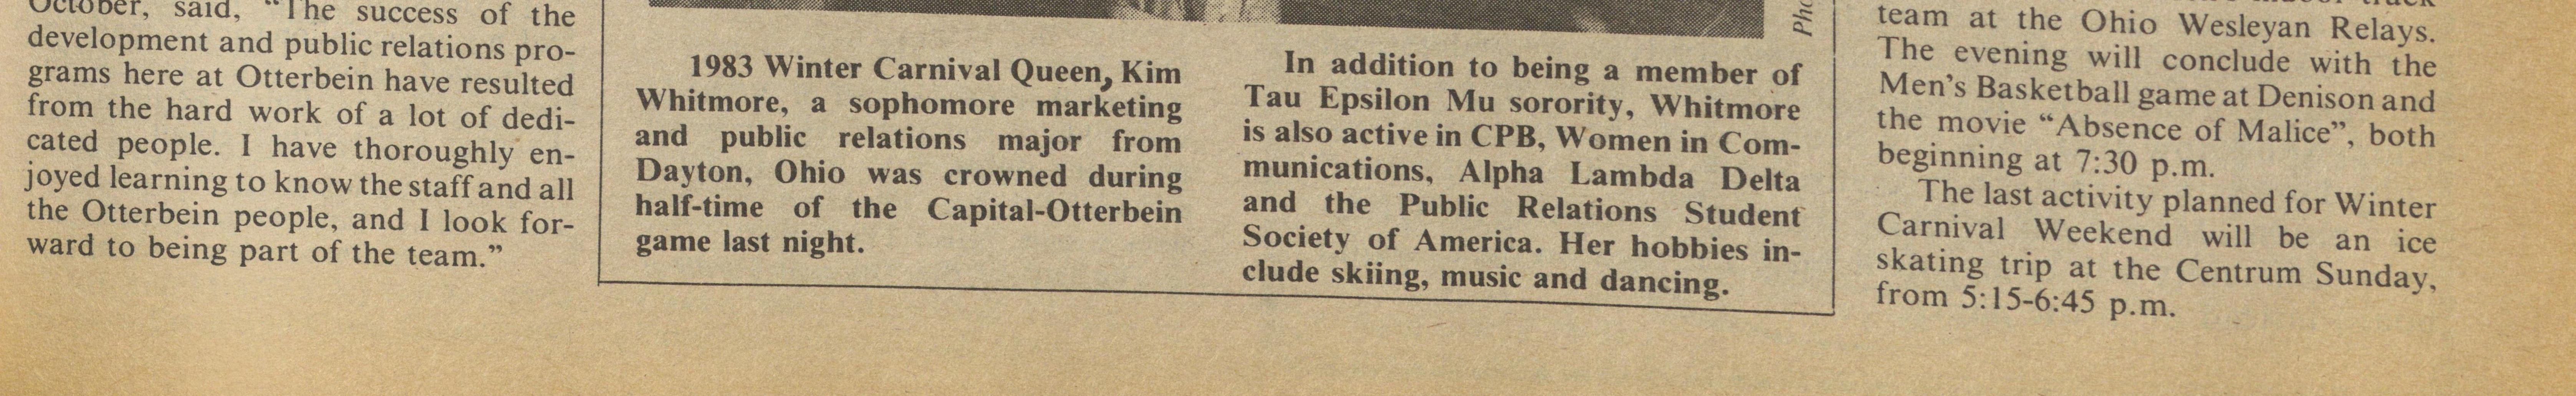 October, said, "The success of the
development and public relations pro-
grams here at Otterbein have resulted
from the hard work of a lot of dedi-
cated people. I have thoroughly en-
joyed learning to know the staff and all
the Otterbein people, and I look for-
ward to being part of the team."
1983 Winter Carnival Queen, Kim
Whitmore, a sophomore marketing
and public relations major from
Dayton, Ohio was crowned during
half-time of the Capital-Otterbein
game last night.
In addition to being a member of
Tau Epsilon Mu sorority, Whitmore
is also active in CPB, Women in Com-
munications, Alpha Lambda Delta
and the Public Relations Student
Society of America. Her hobbies in-
clude skiing, music and dancing.
team at the Ohio Wesleyan Relays.
The evening will conclude with the
Men's Basketball game at Denison and
the movie "Absence of Malice", both
beginning at 7:30 p.m.
The last activity planned for Winter
Carnival Weekend will be an ice
skating trip at the Centrum Sunday,
from 5:15-6:45 p.m.